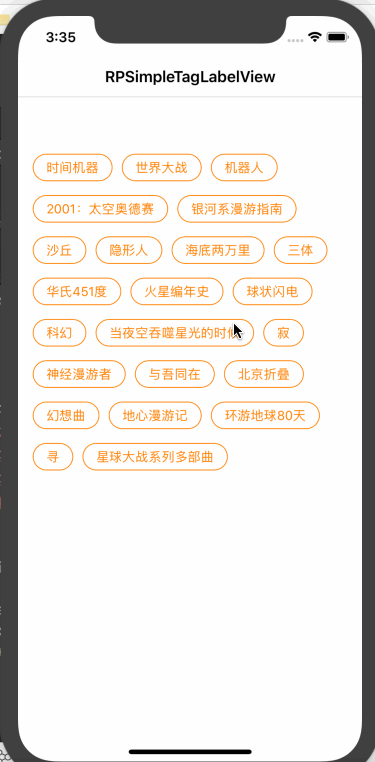 3:35
RPSimpleTagLabelView
时间机器 世界大战 机器人
2001：太空奥德赛 银河系漫游指南
沙丘 隐形人 海底两万里 三体
华氏451度 火星编年史 球状闪电
科幻 当夜空吞噬星光的时候 寂
神经漫游者 与吾同在 北京折叠
幻想曲 地心漫游记 环游地球80天
寻 星球大战系列多部曲